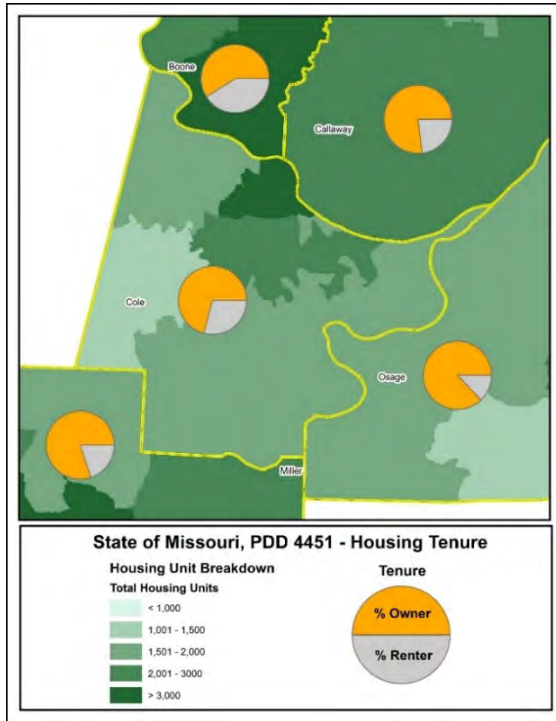 Boone
Callaway
Cole
Osage
Miller
State of Missouri, PDD 4451 - Housing Tenure
Housing Unit Breakdown
Total Housing Units
< 1,000
1,001 - 1,500
1,501 - 2,000
2,001 - 3000
> 3,000
Tenure
% Owner
% Renter